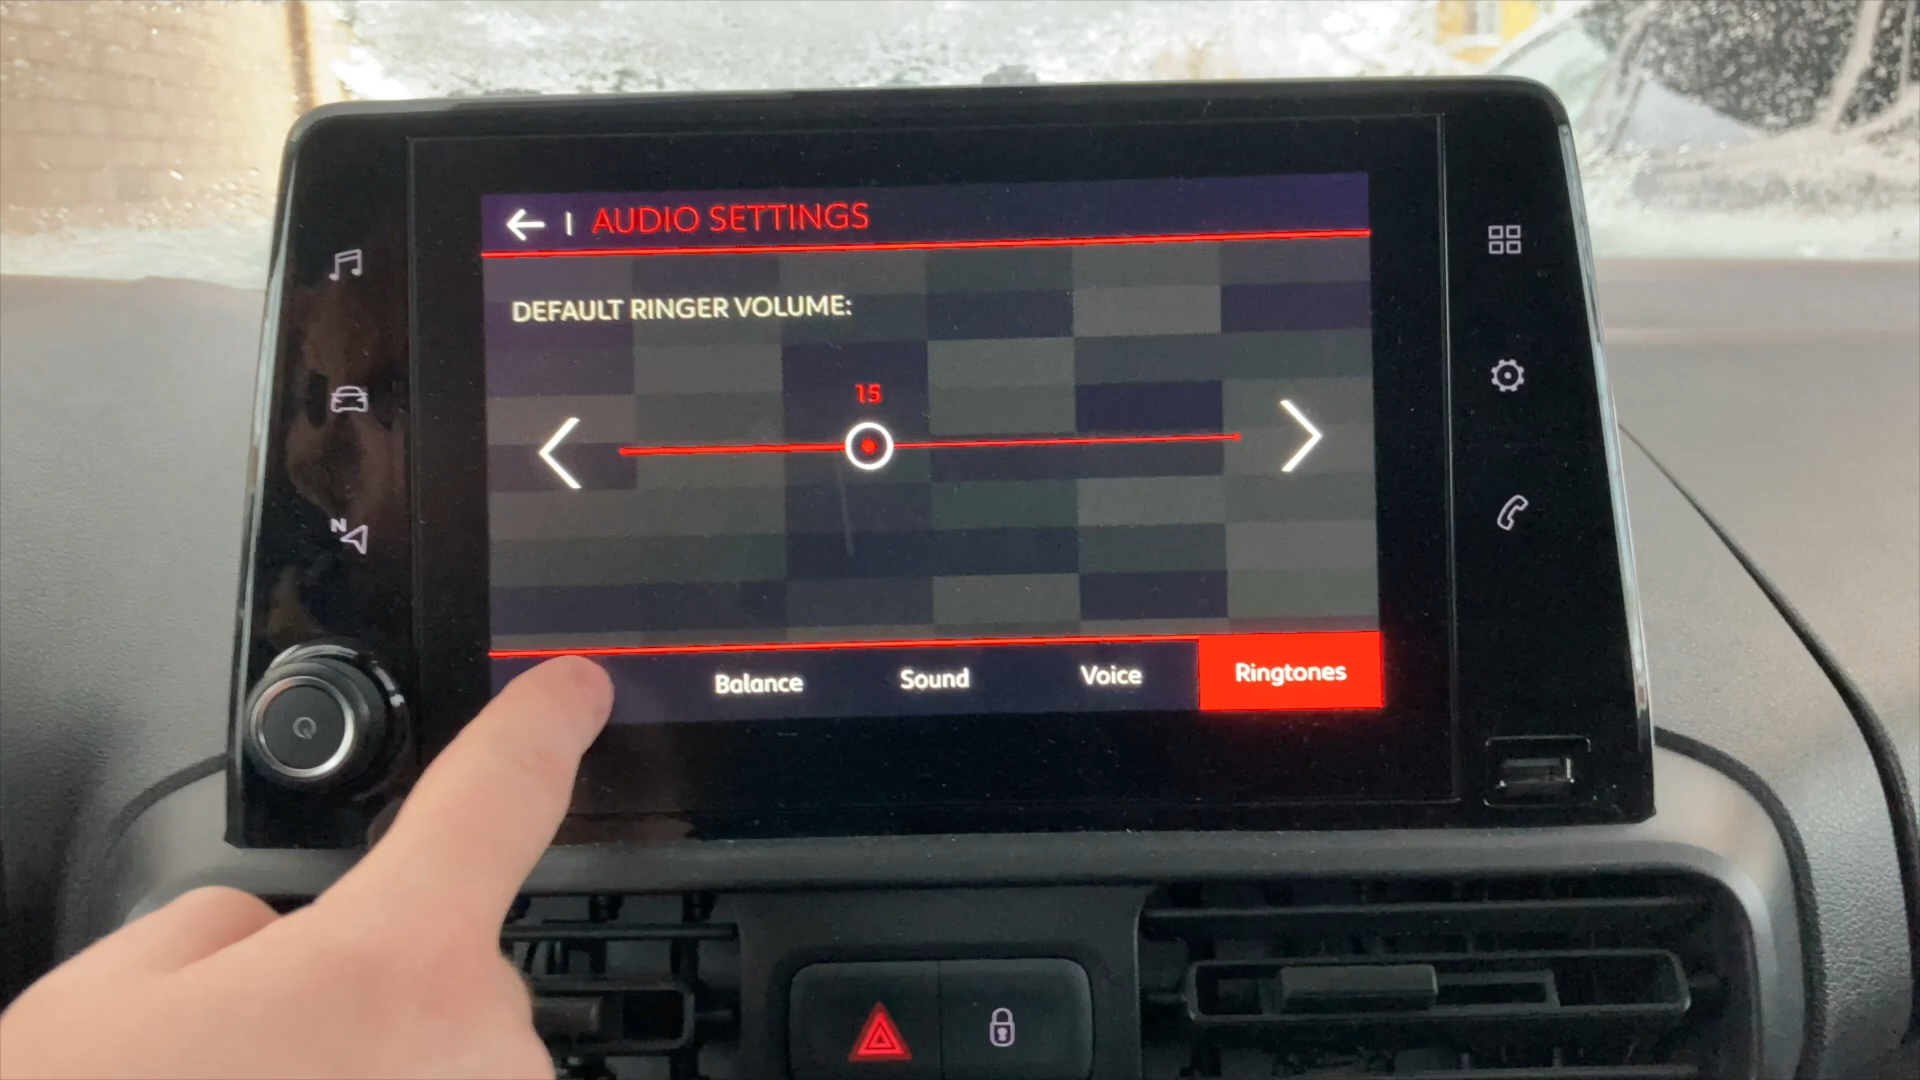 AUDIO SETTINGS
DEFAULT RINGER VOLUME:
15
N
Balance Sound Voice Ringtones